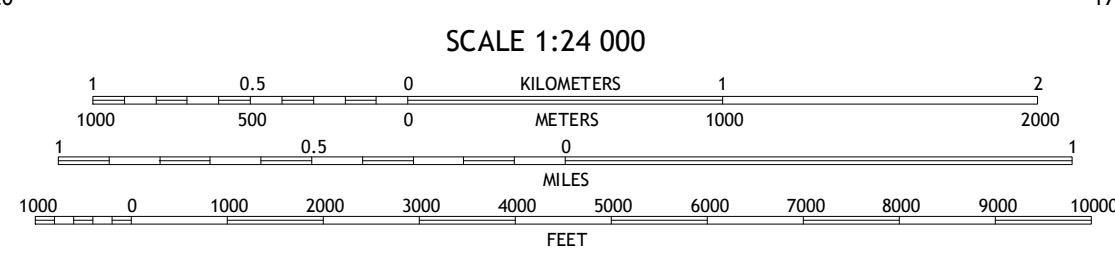 SCALE 1:24 000
1 0.5 0 KILOMETERS 1 2
1000 500 0 METERS 1000 2000
1 0.5 0 1
MILES
1000 0 1000 2000 3000 4000 5000 6000 7000 8000 9000 10000
FEET